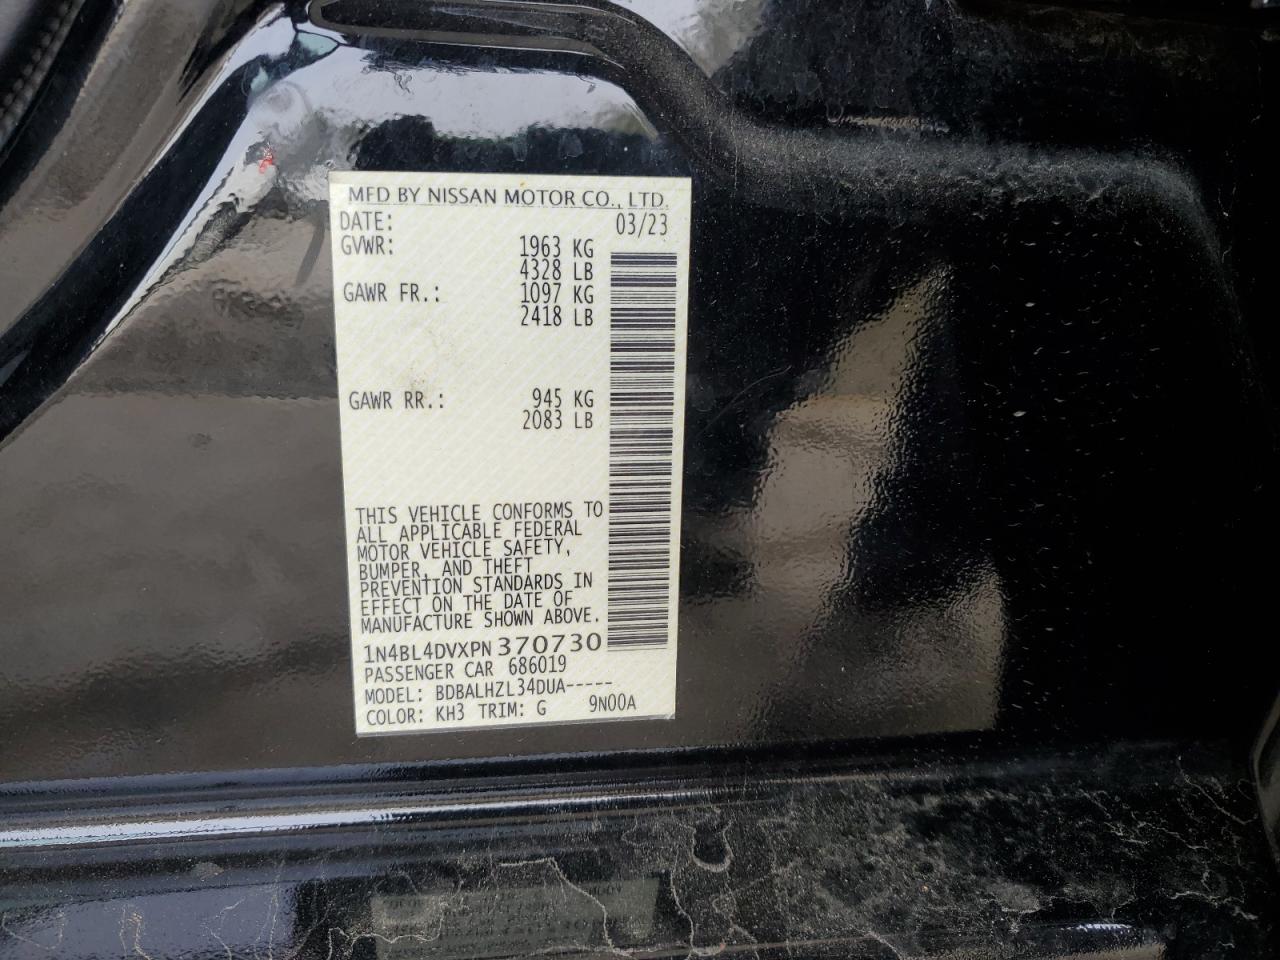 MFD BY NISSAN MOTOR CO., LTD.
DATE: 03/23
GVWR: 1963 KG
4328 LB
GAWR FR.: 1097 KG
2418 LB
GAWR RR.: 945 KG
2083 LB
THIS VEHICLE CONFORMS TO
ALL APPLICABLE FEDERAL
MOTOR VEHICLE SAFETY,
BUMPER, AND THEFT
PREVENTION STANDARDS IN
EFFECT ON THE DATE OF
MANUFACTURE SHOWN ABOVE.
1N4BL4DVXPN370730
PASSENGER CAR 686019
MODEL: BDBALHZL34DUA-----
COLOR: KH3 TRIM: G 9N00A